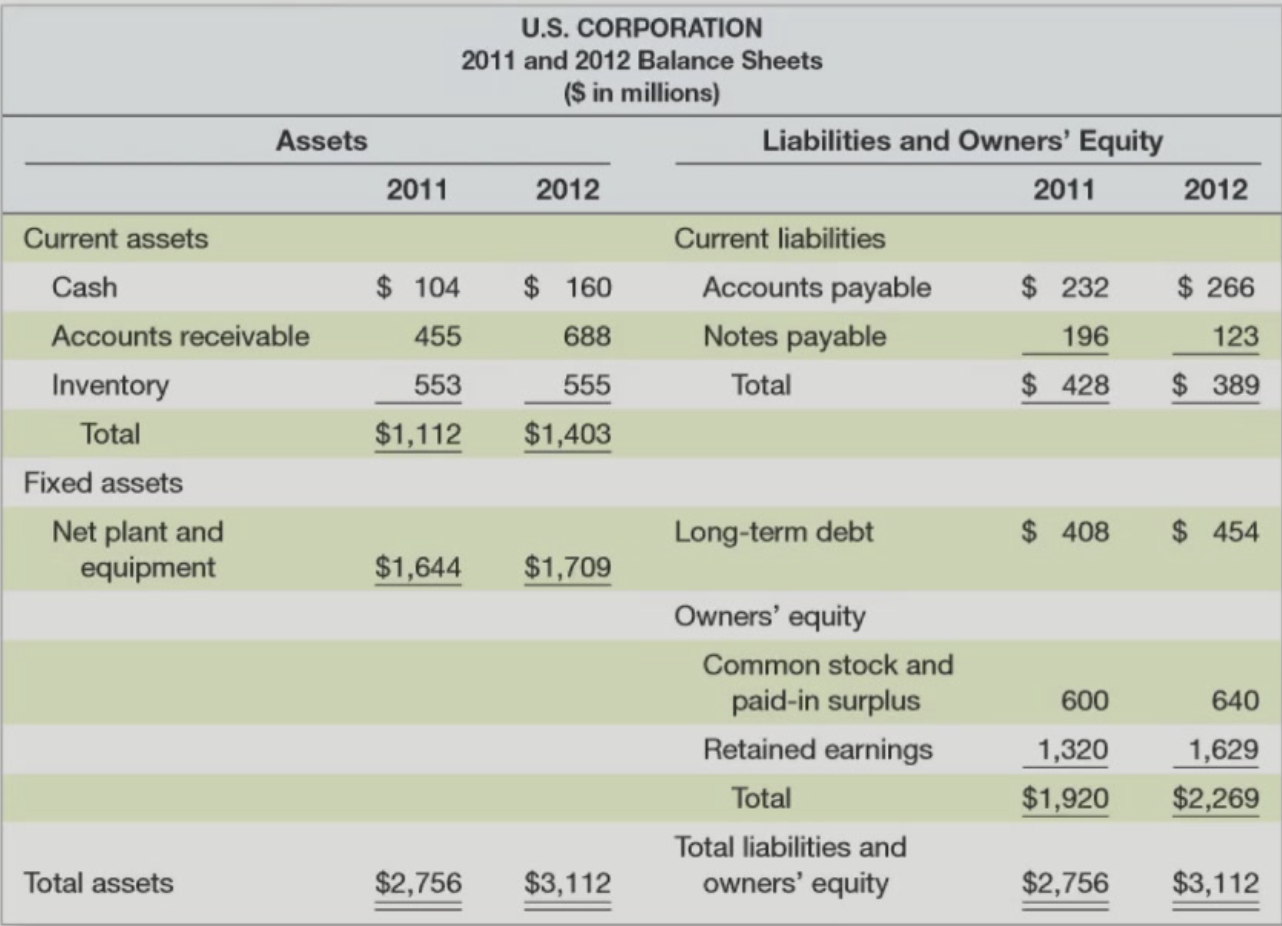 U.S. CORPORATION
2011 and 2012 Balance Sheets
($ in millions)
Assets Liabilities and Owners’ Equity
2011 2012 2011 2012
Current assets Current liabilities
Cash $ 104 $ 160 Accounts payable $ 232 $ 266
Accounts receivable 455 688 Notes payable 196 123
Inventory 553 555 Total $ 428 $ 389
Total $1,112 $1,403
Fixed assets
Net plant and Long-term debt $ 408 $ 454
equipment $1,644 $1,709
Owners’ equity
Common stock and
paid-in surplus 600 640
Retained earnings 1,320 1,629
Total $1,920 $2,269
Total liabilities and
Total assets $2,756 $3,112 owners’ equity $2,756 $3,112